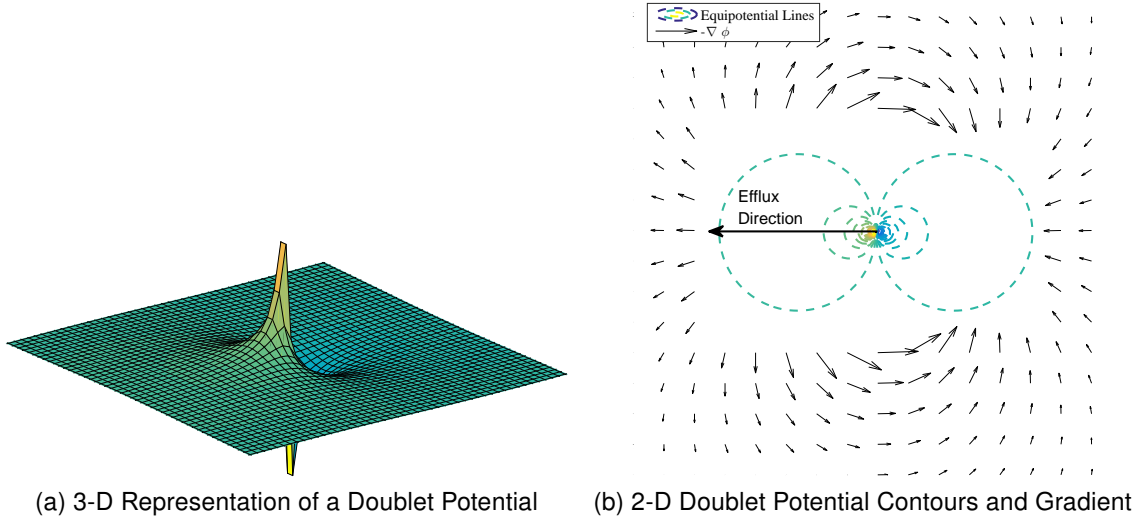 Equipotential Lines
-∇ ϕ
Efflux
Direction
(a) 3-D Representation of a Doublet Potential
(b) 2-D Doublet Potential Contours and Gradient